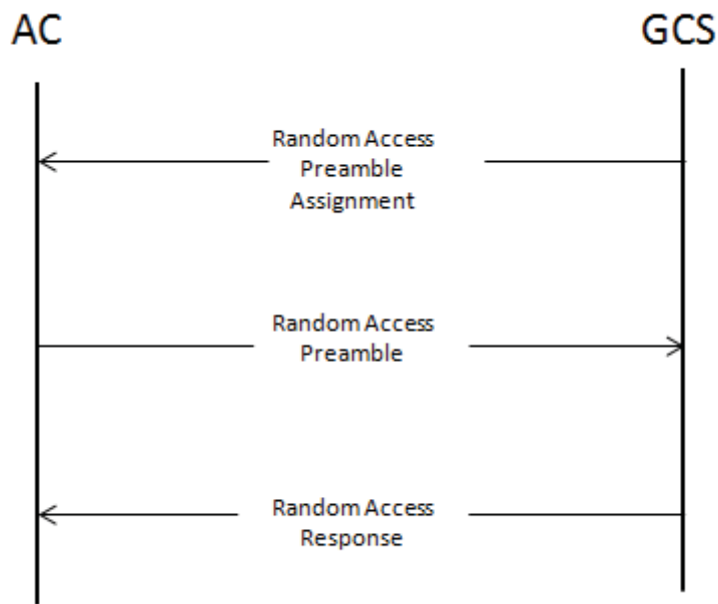 AC
GCS
Random Access
Preamble
Assignment
Random Access
Preamble
Random Access
Response